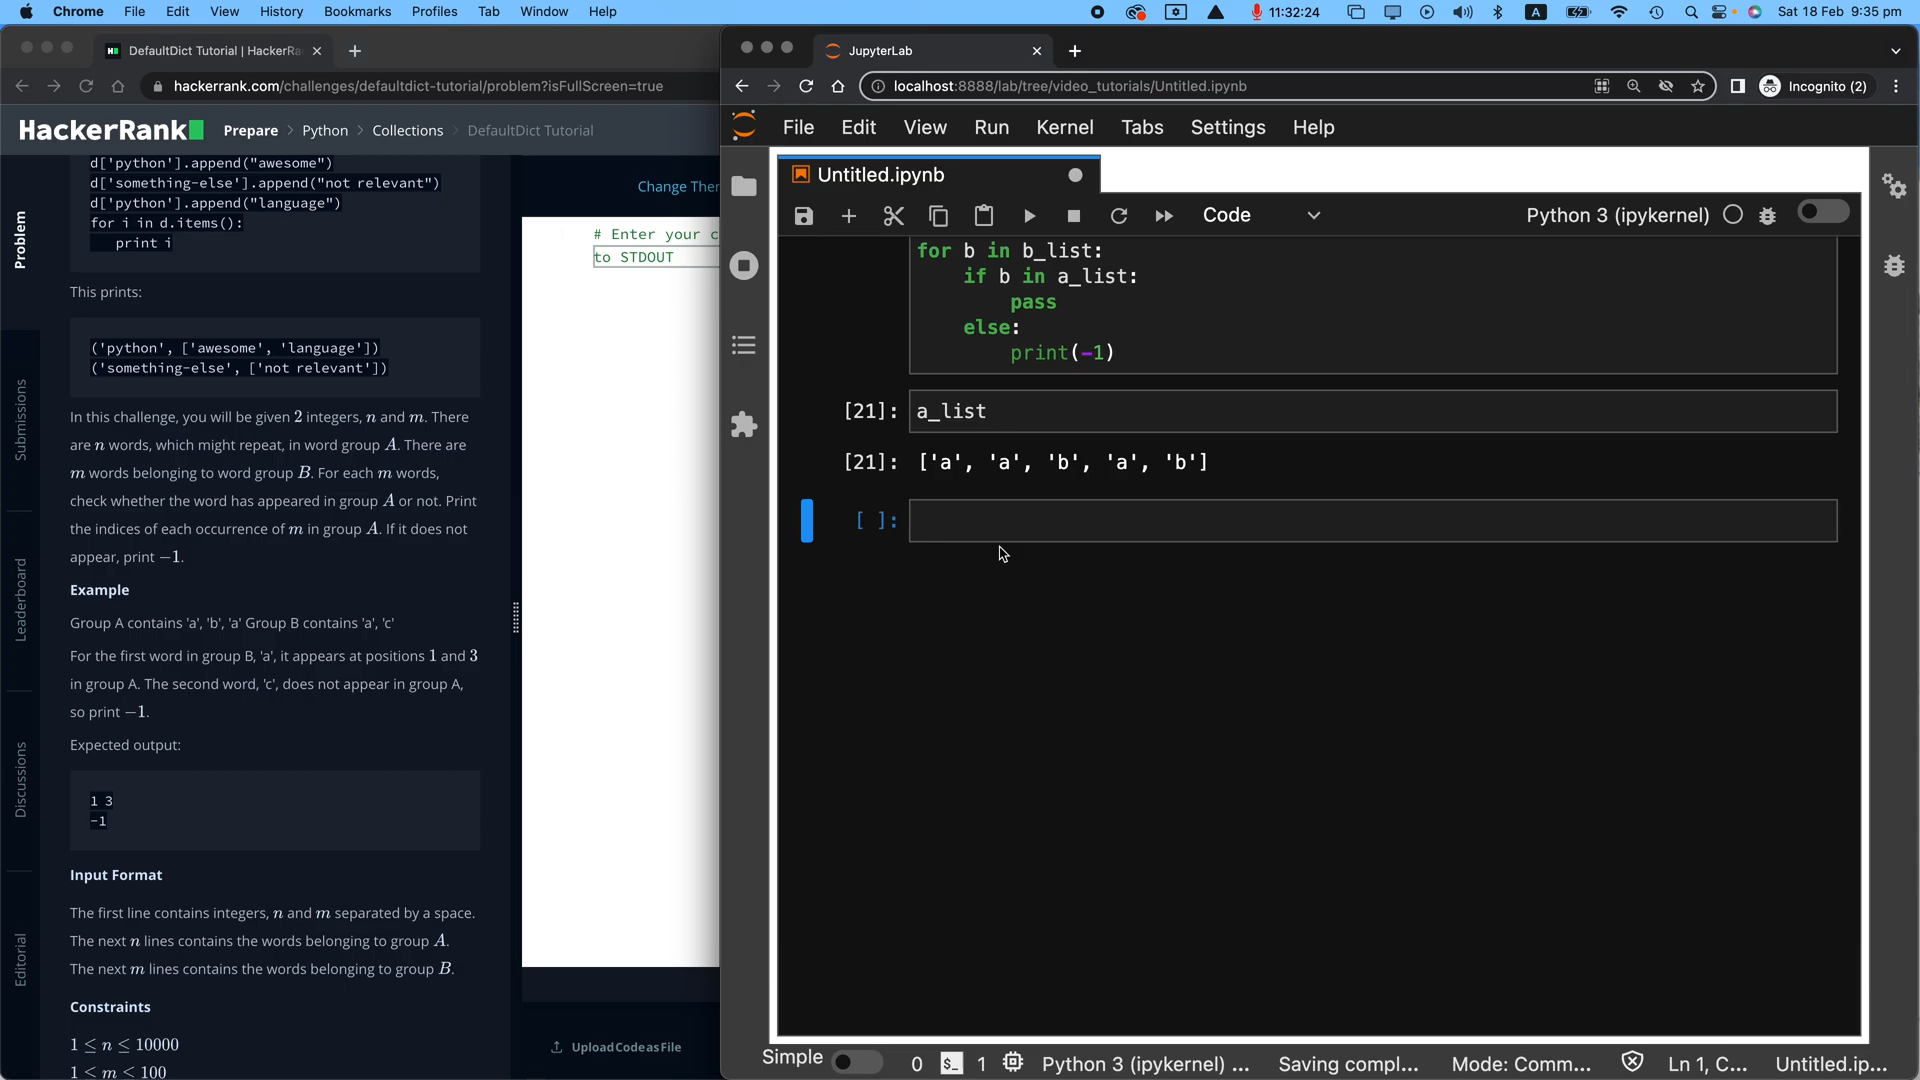 Chrome File Edit View History Bookmarks Profiles Tab Window Help 11:32:24 A Sat 18 Feb 9:35 pm
DefaultDict Tutorial | HackerRa
hackerrank.com/challenges/defaultdict-tutorial/problem?isFullScreen=true
HackerRank Prepare > Python > Collections > DefaultDict Tutorial
Problem
Submissions
Leaderboard
Discussions
Editorial
d['python'].append("awesome")
d['something-else'].append("not relevant")
d['python'].append("language")
for i in d.items():
print i
This prints:
('python', ['awesome', 'language'])
('something-else', ['not relevant'])
In this challenge, you will be given 2 integers, n and m. There
are n words, which might repeat, in word group A. There are
m words belonging to word group B. For each m words,
check whether the word has appeared in group A or not. Print
the indices of each occurrence of m in group A. If it does not
appear, print −1.
Example
Group A contains 'a', 'b', 'a' Group B contains 'a', 'c'
For the first word in group B, 'a', it appears at positions 1 and 3
in group A. The second word, 'c', does not appear in group A,
so print −1.
Expected output:
1 3
-1
Input Format
The first line contains integers, n and m separated by a space.
The next n lines contains the words belonging to group A.
The next m lines contains the words belonging to group B.
Constraints
1 ≤ n ≤ 10000
1 ≤ m ≤ 100
Change Ther
# Enter your c
to STDOUT
Upload Code as File
JupyterLab
localhost:8888/lab/tree/video_tutorials/Untitled.ipynb Incognito (2)
File Edit View Run Kernel Tabs Settings Help
Untitled.ipynb
Code Python 3 (ipykernel)
for b in b_list:
if b in a_list:
pass
else:
print(-1)
[21]: a_list
[21]: ['a', 'a', 'b', 'a', 'b']
[ ]:
Simple 0 $_ 1 Python 3 (ipykernel) ... Saving compl... Mode: Comm... Ln 1, C... Untitled.ip...